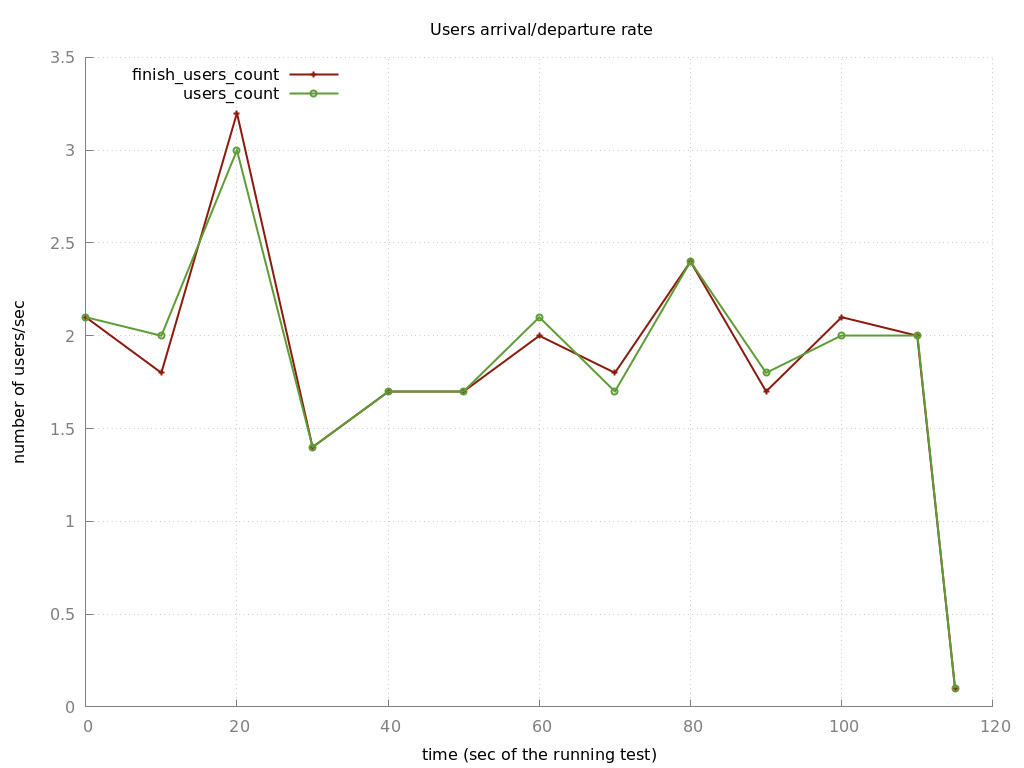 Users arrival/departure rate
3.5
finish_users_count
users_count
3
2.5
2
1.5
1
0.5
0
number of users/sec
0 20 40 60 80 100 120
time (sec of the running test)